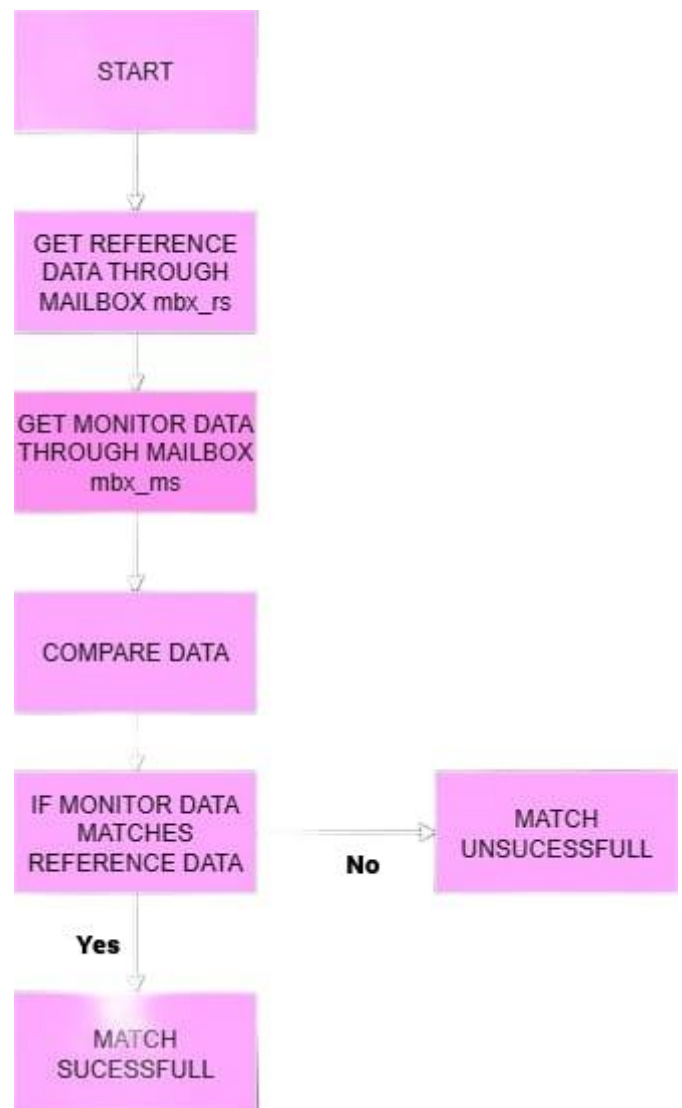 START
GET REFERENCE
DATA THROUGH
MAILBOX mbx_rs
GET MONITOR DATA
THROUGH MAILBOX
mbx_ms
COMPARE DATA
IF MONITOR DATA
MATCHES
REFERENCE DATA
No
MATCH
UNSUCESSFULL
Yes
MATCH
SUCESSFULL